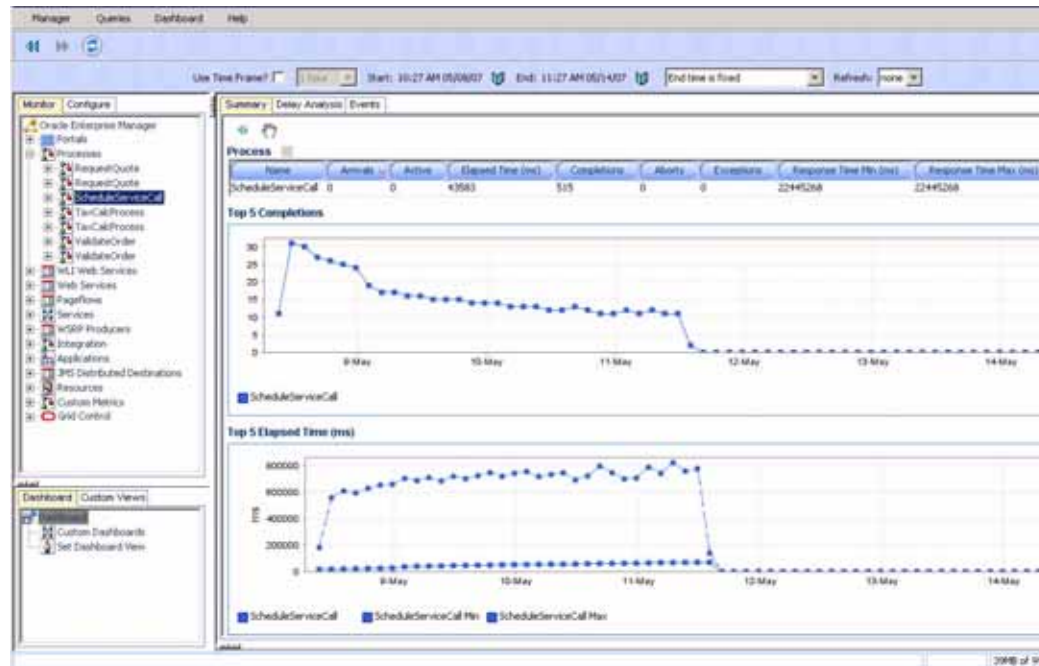 Manager Queries Dashboard Help
Use Time Frame? 1 hour Start: 10:27 AM 05/08/07 End: 11:27 AM 05/14/07 End time is fixed Refresh: none
Monitor Configure
Oracle Enterprise Manager
Portals
Processes
RequestQuote
RequestQuote
ScheduleServiceCall
TaxCalcProcess
TaxCalcProcess
ValidateOrder
ValidateOrder
WLI Web Services
Web Services
Pageflows
Services
WSRP Producers
Integration
Applications
JMS Distributed Destinations
Resources
Custom Metrics
Grid Control
Dashboard Custom Views
Dashboard
Custom Dashboards
Set Dashboard View
Summary Delay Analysis Events
Process
Name Arrivals Active Elapsed Time (ms) Completions Aborts Exceptions Response Time Min (ms) Response Time Max (ms)
ScheduleServiceCall 0 0 43583 515 0 0 22445268 22445268
Top 5 Completions
30
25
20
15
10
5
0
9-May 10-May 11-May 12-May 13-May 14-May
ScheduleServiceCall
Top 5 Elapsed Time (ms)
800000
600000
400000
200000
0
ms
9-May 10-May 11-May 12-May 13-May 14-May
ScheduleServiceCall ScheduleServiceCall Min ScheduleServiceCall Max
39MB of 9